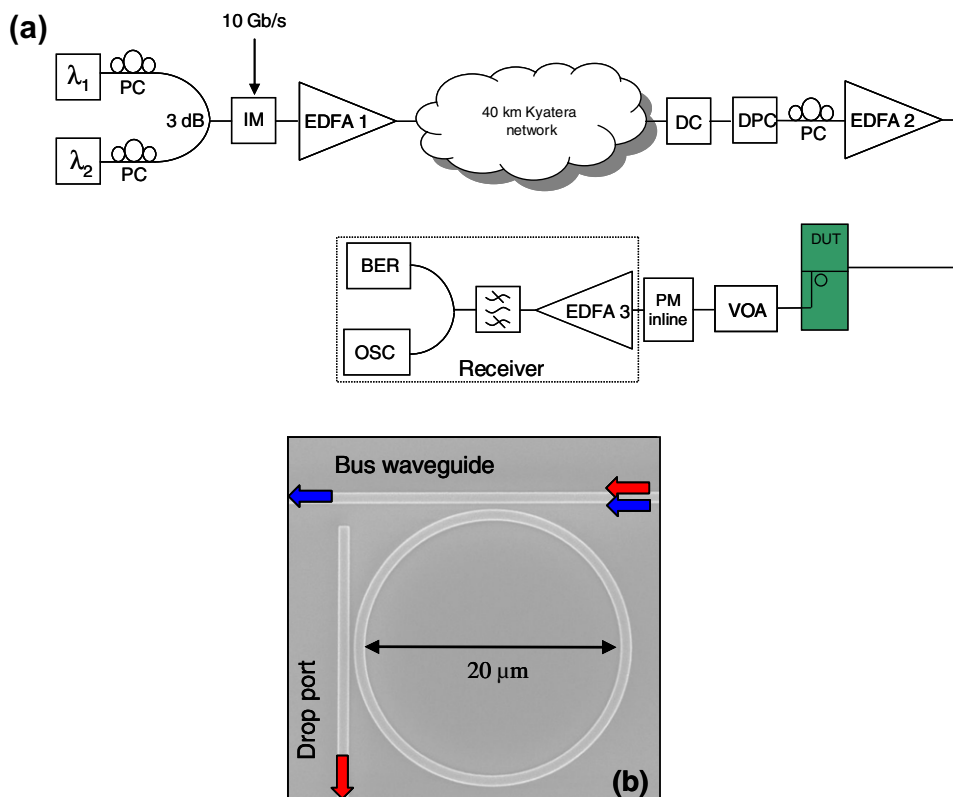 (a)
10 Gb/s
λ1
PC
3 dB
IM
EDFA 1
40 km Kyatera
network
DC
DPC
PC
EDFA 2
λ2
PC
DUT
BER
OSC
EDFA 3
Receiver
PM
inline
VOA
Bus waveguide
20 μm
Drop port
(b)